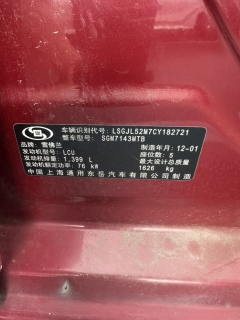 车辆识别代号: LSGJL52M7CY182721
整车型号: SGM7143MTB
品牌: 雪佛兰 制造年月: 12-01
发动机型号: LCU 座位数: 5
发动机排量: 1,399 L 最大设计总质量:
发动机额定功率: 76 kW 1626 kg
中国上海通用东岳汽车有限公司制造